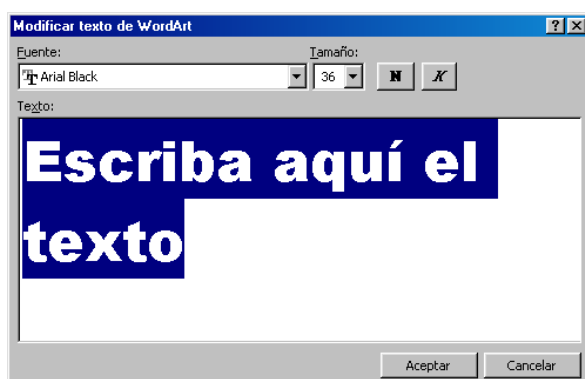 Modificar texto de WordArt
Fuente: Tamaño:
Arial Black 36 N K
Texto:
Escriba aquí el
texto
Aceptar Cancelar